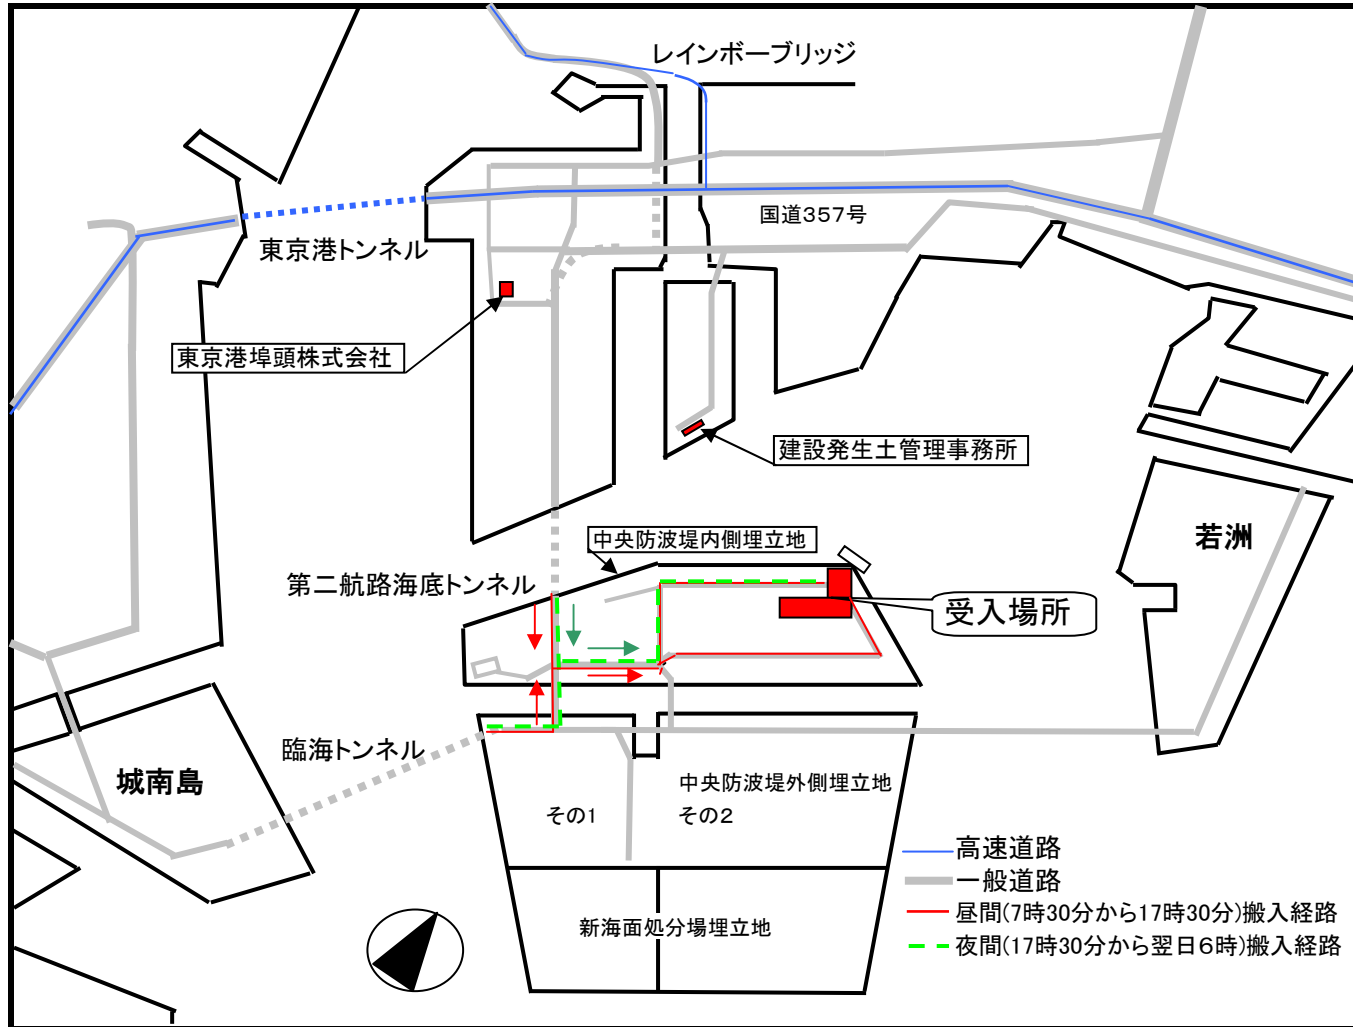 レインボーブリッジ
国道357号
東京港トンネル
東京港埠頭株式会社
建設発生土管理事務所
若洲
中央防波堤内側埋立地
第二航路海底トンネル
受入場所
臨海トンネル
城南島
中央防波堤外側埋立地
その1
その2
新海面処分場埋立地
高速道路
一般道路
昼間(7時30分から17時30分)搬入経路
夜間(17時30分から翌日6時)搬入経路